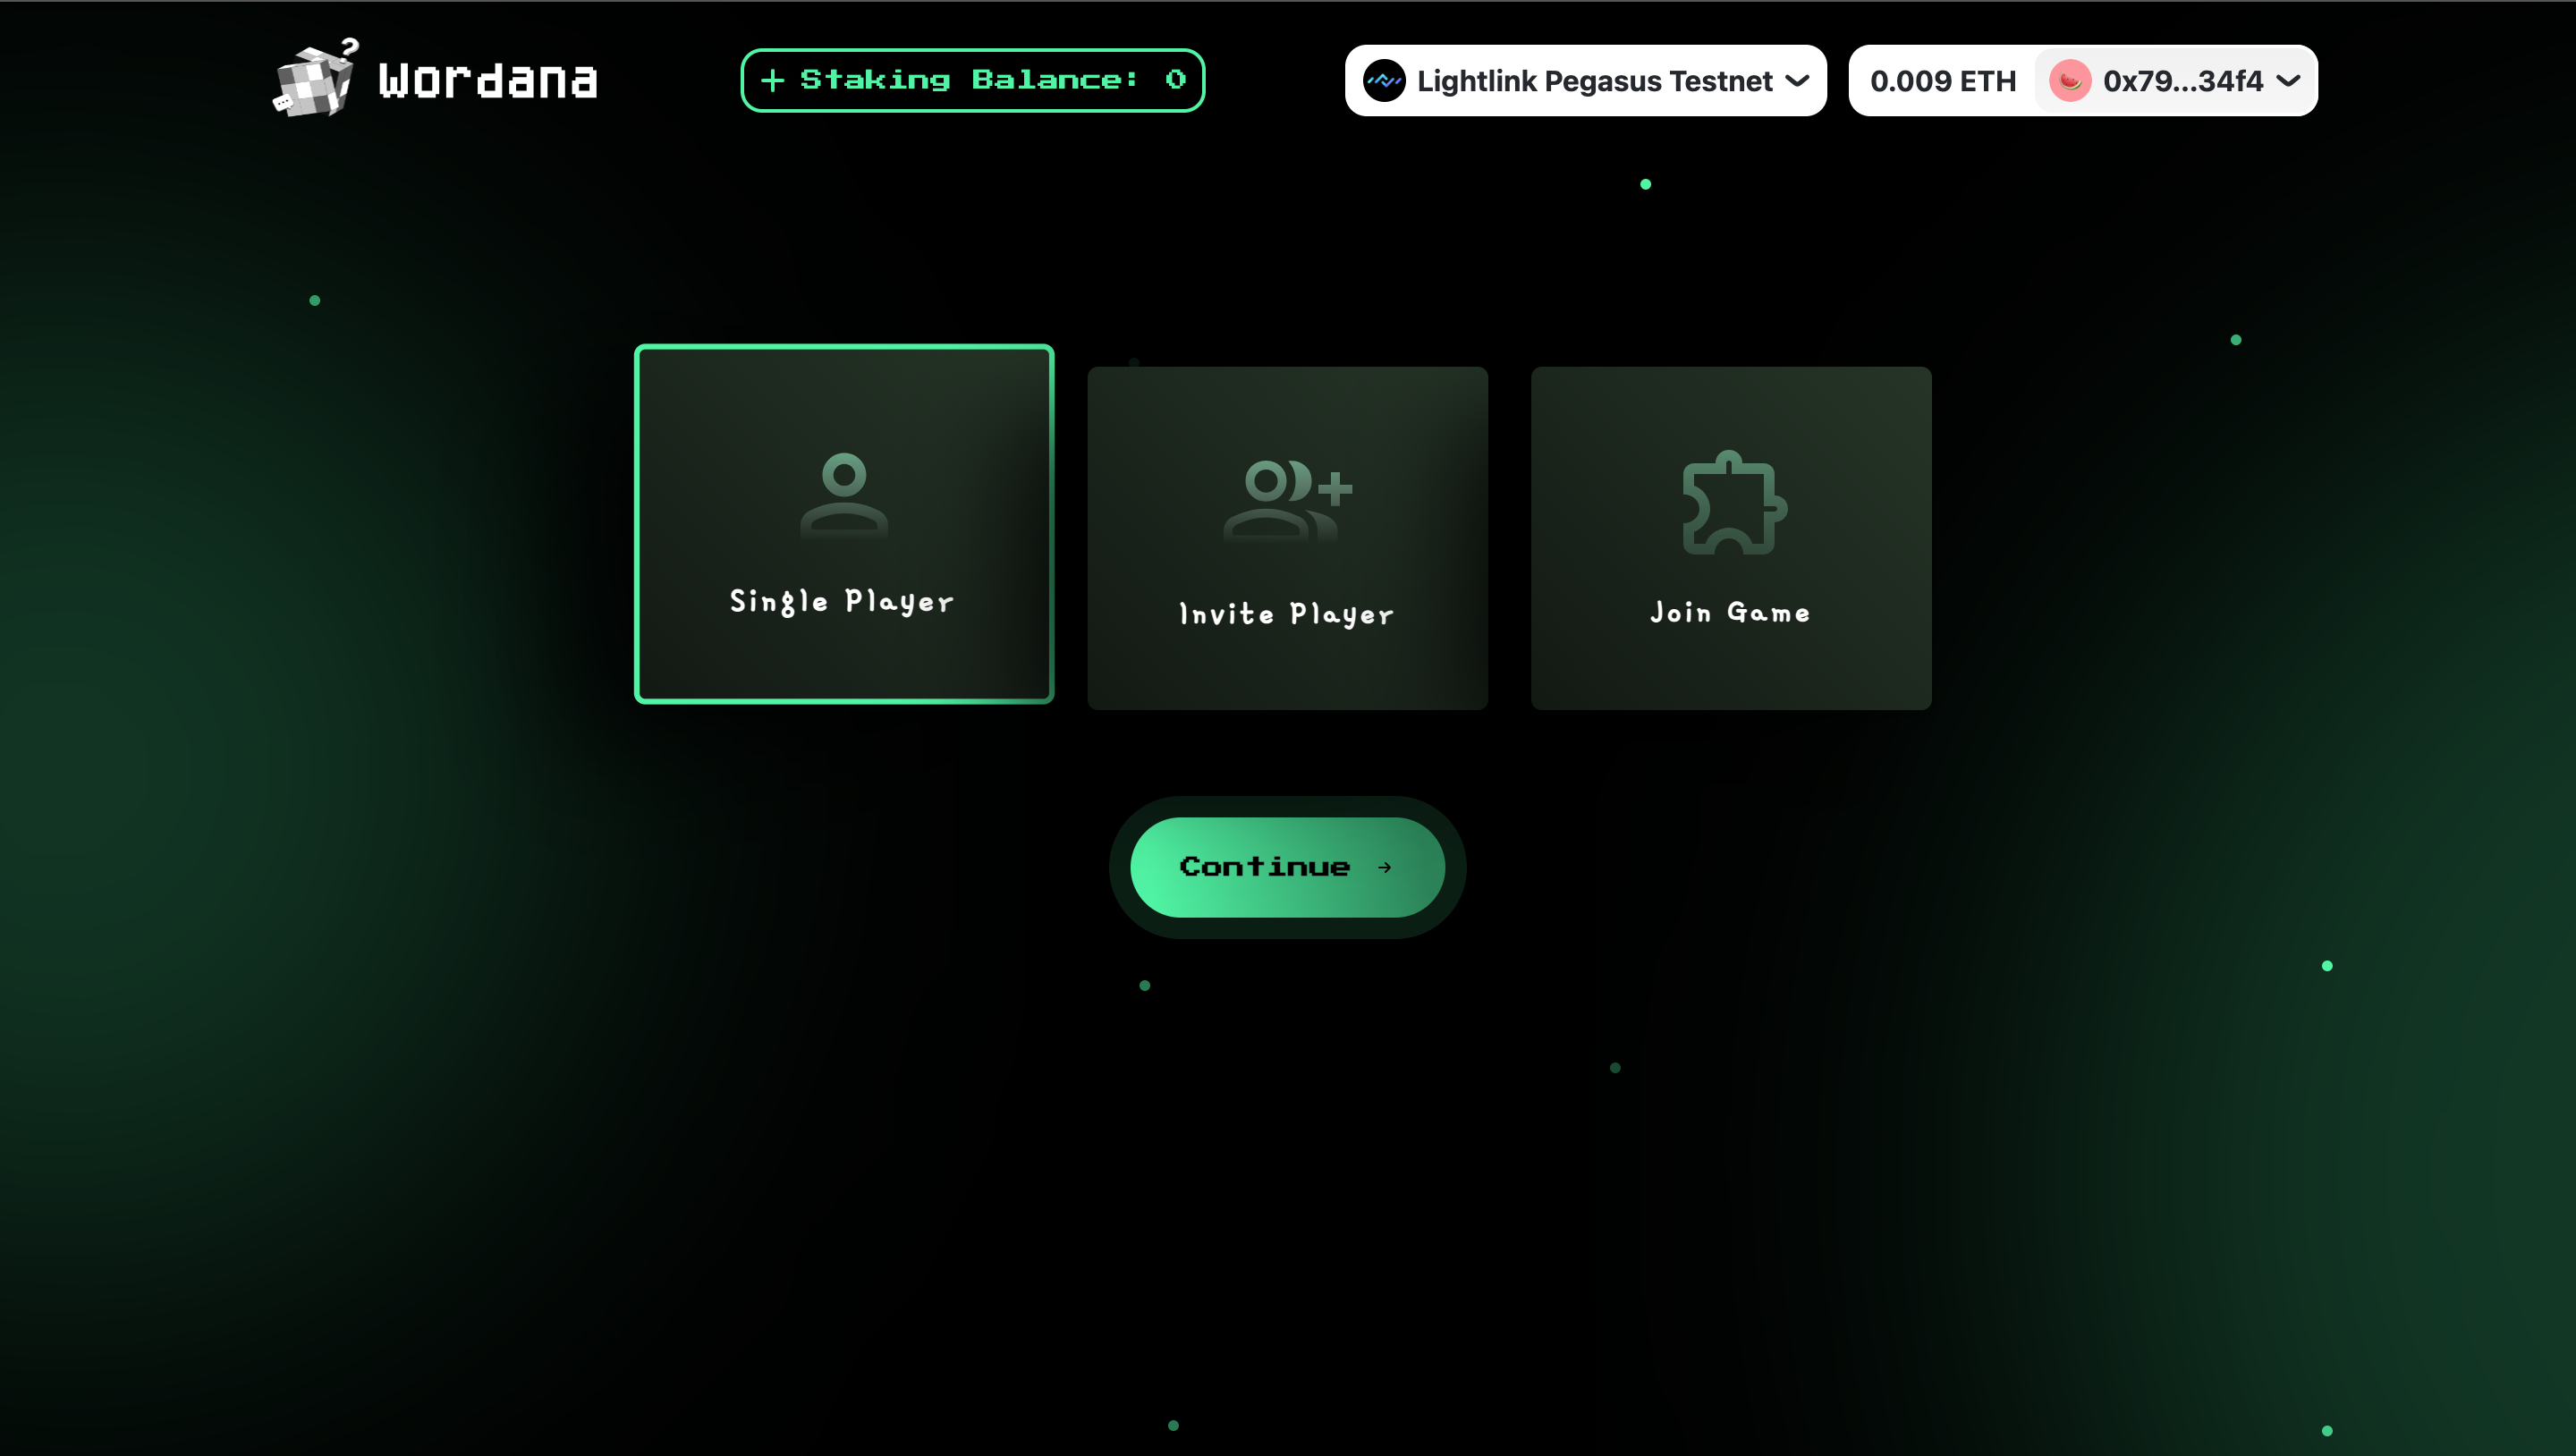 Wordana
+ Staking Balance: 0
Lightlink Pegasus Testnet
0.009 ETH
0x79...34f4
Single Player
Invite Player
Join Game
Continue →